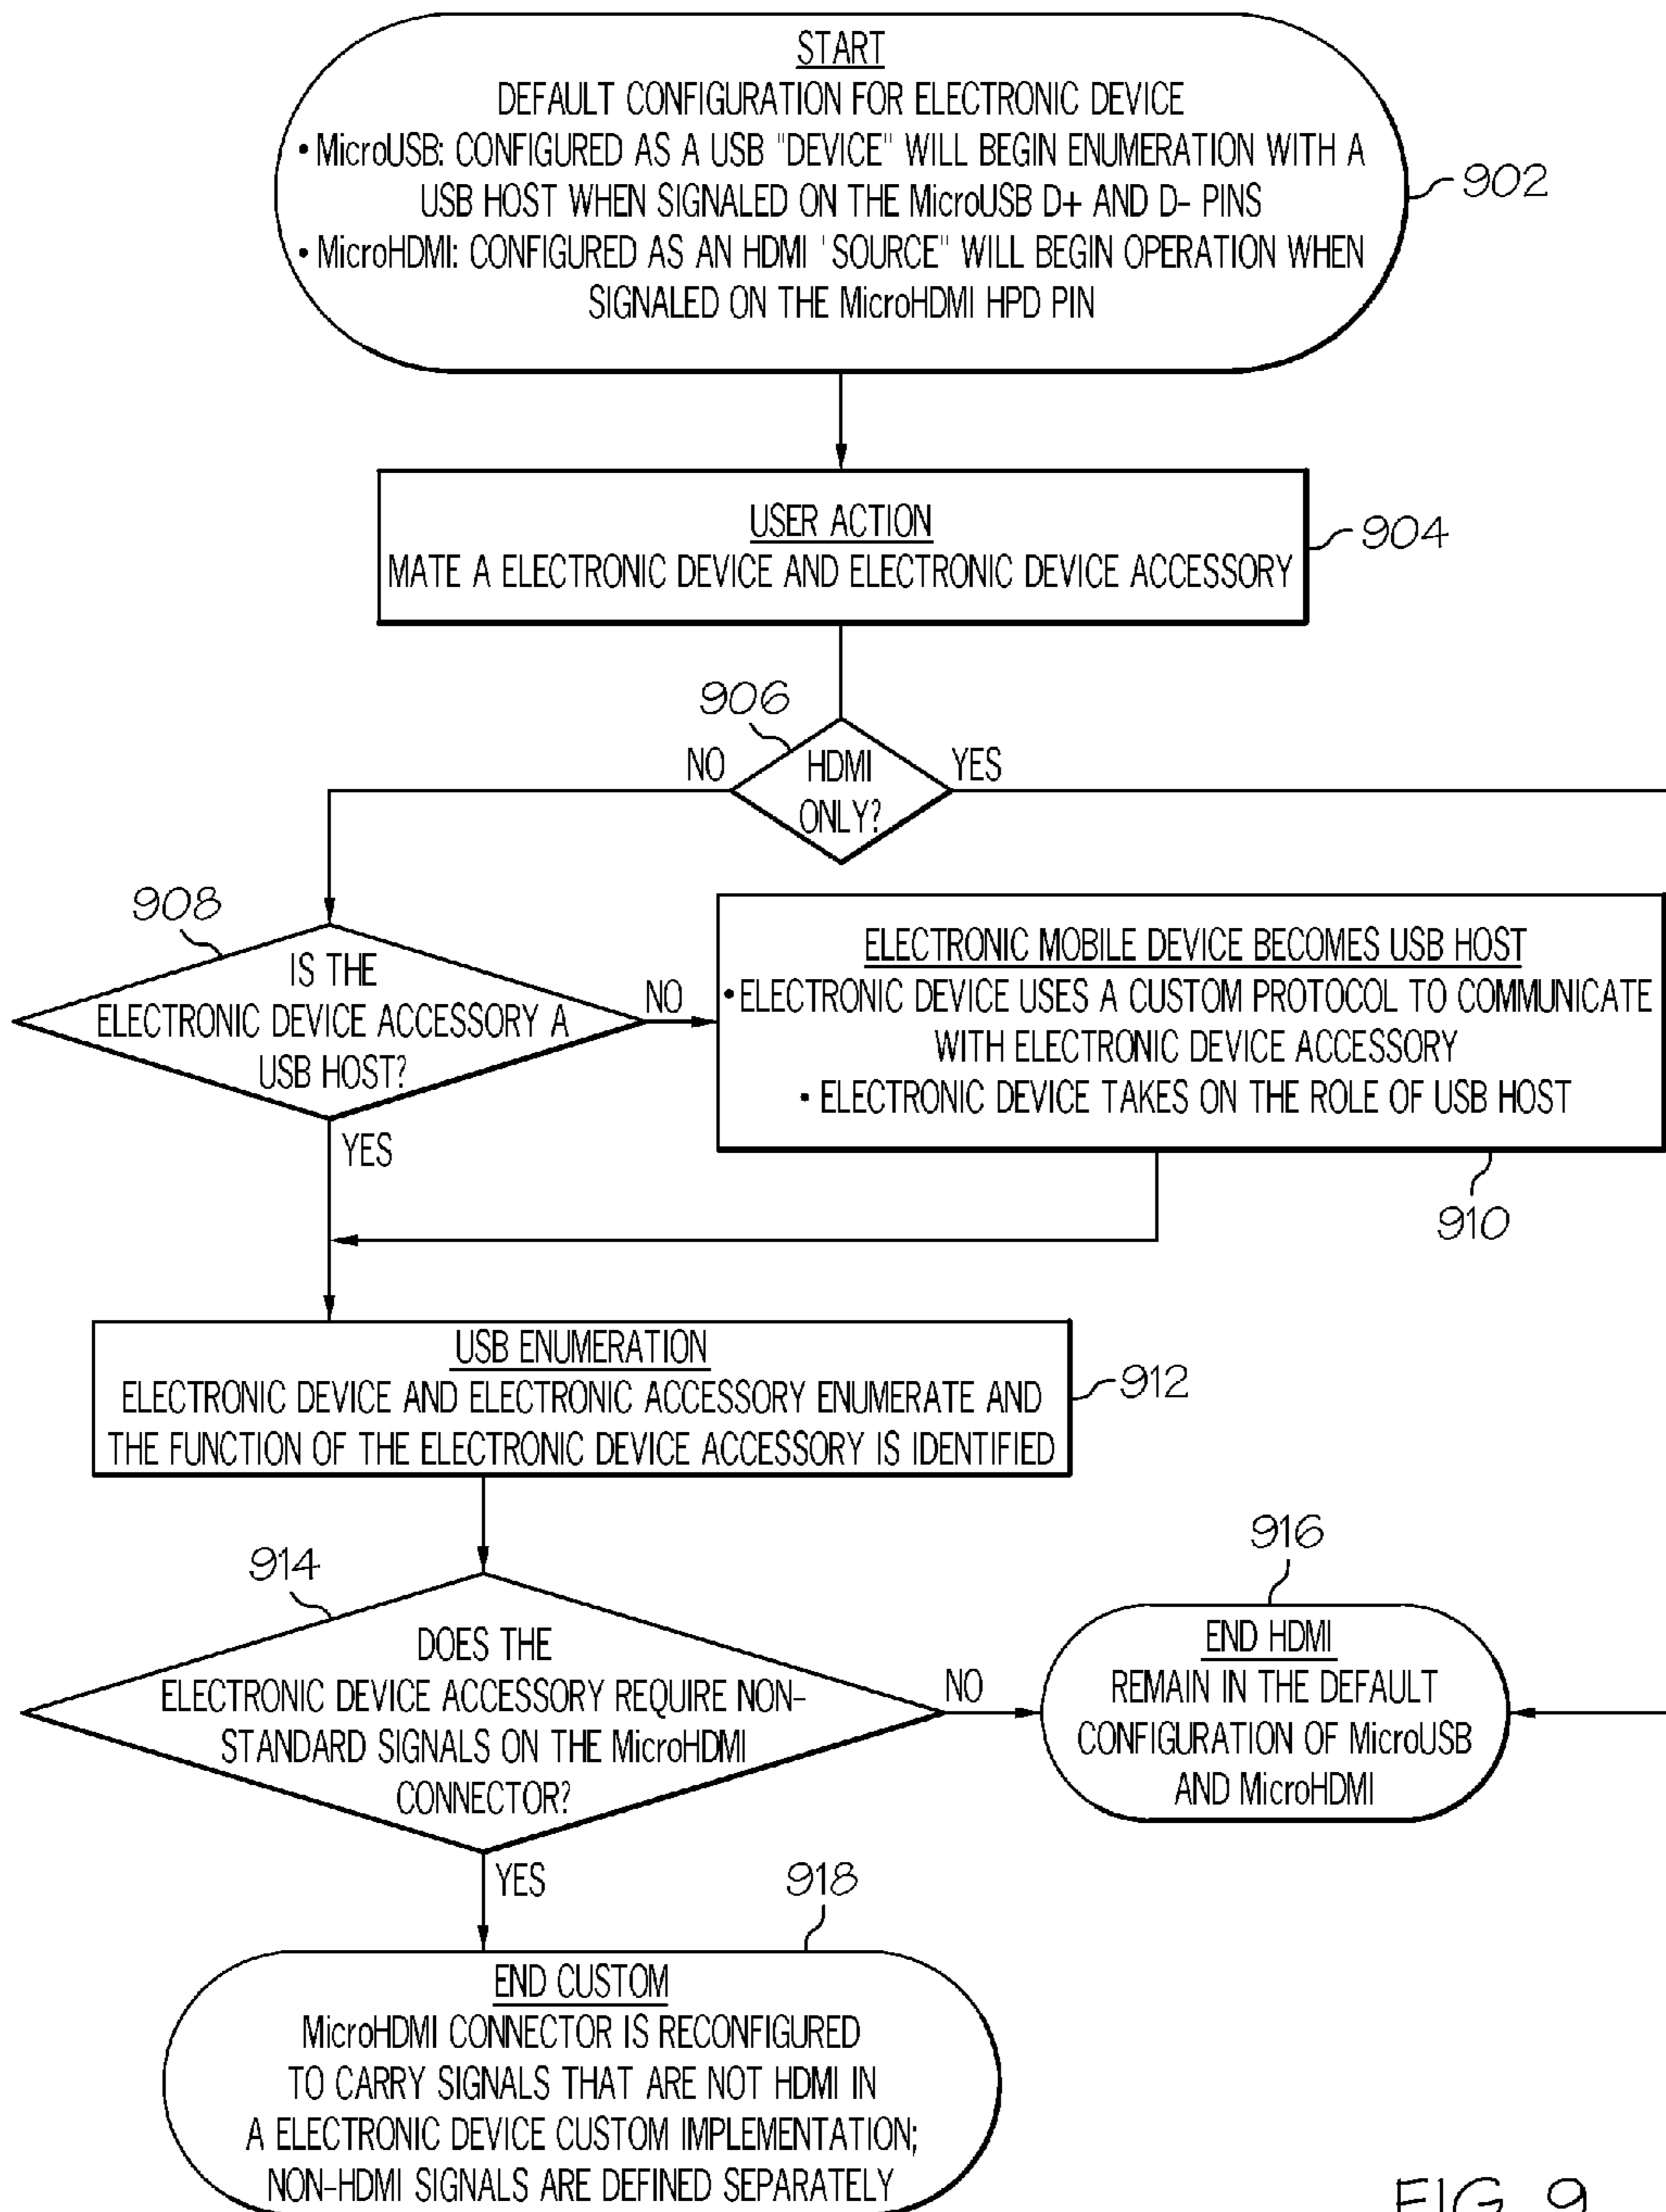 START
DEFAULT CONFIGURATION FOR ELECTRONIC DEVICE
• MicroUSB: CONFIGURED AS A USB "DEVICE" WILL BEGIN ENUMERATION WITH A
USB HOST WHEN SIGNALED ON THE MicroUSB D+ AND D- PINS
• MicroHDMI: CONFIGURED AS AN HDMI 'SOURCE" WILL BEGIN OPERATION WHEN
SIGNALED ON THE MicroHDMI HPD PIN
902
USER ACTION
MATE A ELECTRONIC DEVICE AND ELECTRONIC DEVICE ACCESSORY
904
906
NO
HDMI
ONLY?
YES
908
IS THE
ELECTRONIC DEVICE ACCESSORY A
USB HOST?
NO
YES
ELECTRONIC MOBILE DEVICE BECOMES USB HOST
• ELECTRONIC DEVICE USES A CUSTOM PROTOCOL TO COMMUNICATE
WITH ELECTRONIC DEVICE ACCESSORY
• ELECTRONIC DEVICE TAKES ON THE ROLE OF USB HOST
910
USB ENUMERATION
ELECTRONIC DEVICE AND ELECTRONIC ACCESSORY ENUMERATE AND
THE FUNCTION OF THE ELECTRONIC DEVICE ACCESSORY IS IDENTIFIED
912
914
DOES THE
ELECTRONIC DEVICE ACCESSORY REQUIRE NON-
STANDARD SIGNALS ON THE MicroHDMI
CONNECTOR?
NO
YES
916
END HDMI
REMAIN IN THE DEFAULT
CONFIGURATION OF MicroUSB
AND MicroHDMI
918
END CUSTOM
MicroHDMI CONNECTOR IS RECONFIGURED
TO CARRY SIGNALS THAT ARE NOT HDMI IN
A ELECTRONIC DEVICE CUSTOM IMPLEMENTATION;
NON-HDMI SIGNALS ARE DEFINED SEPARATELY
FIG. 9